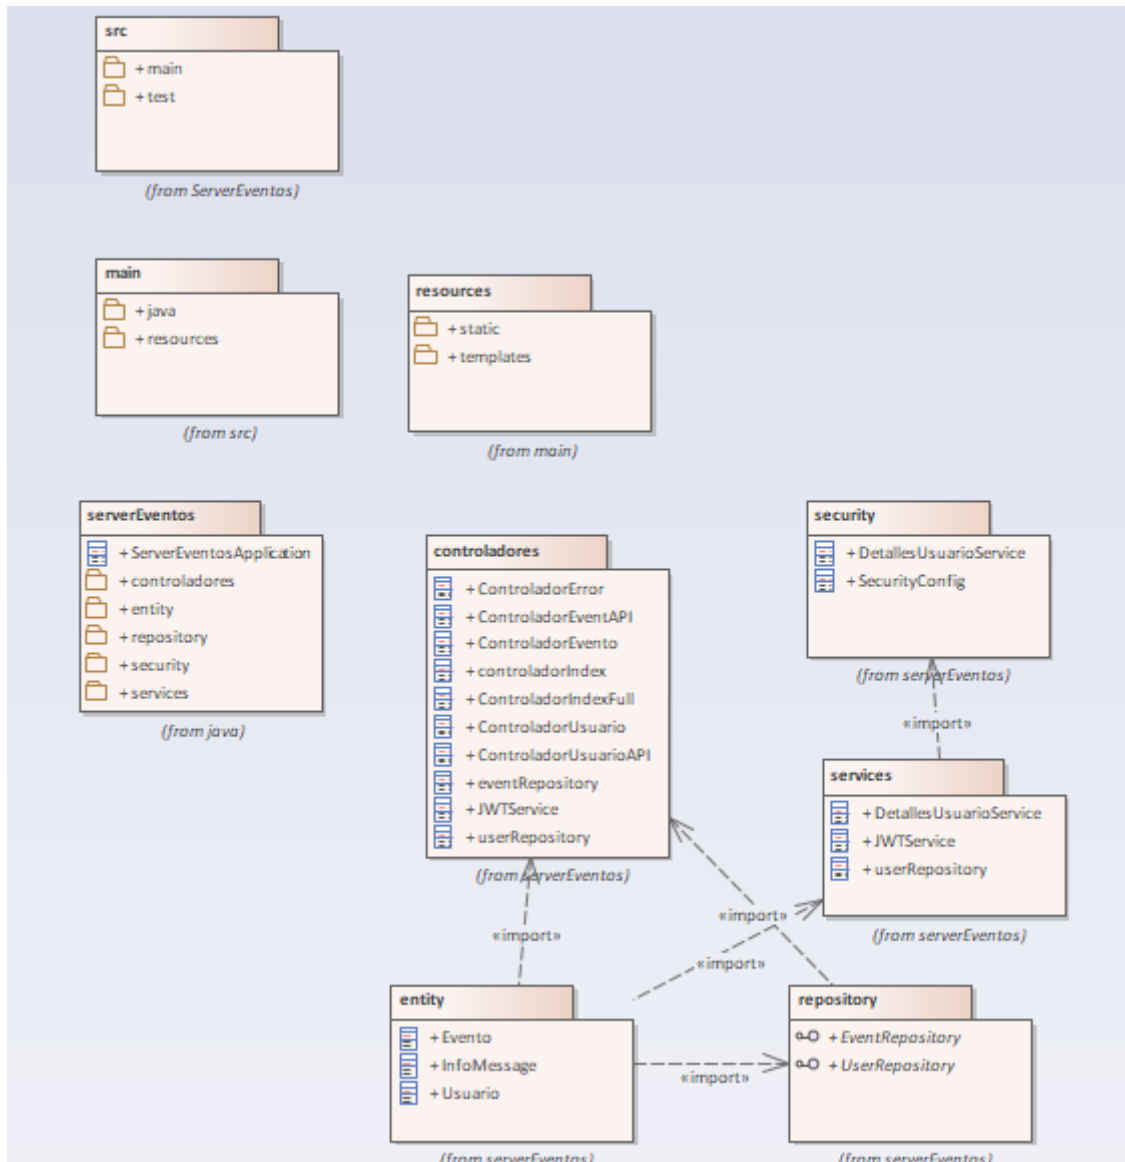 src
+ main
+ test
(from ServerEventos)
main
+ java
+ resources
(from src)
resources
+ static
+ templates
(from main)
serverEventos
+ ServerEventosApplication
+ controladores
+ entity
+ repository
+ security
+ services
(from java)
controladores
+ ControladorError
+ ControladorEventAPI
+ ControladorEvento
+ controladorIndex
+ ControladorIndexFull
+ ControladorUsuario
+ ControladorUsuarioAPI
+ eventRepository
+ JWTService
+ userRepository
(from serverEventos)
security
+ DetallesUsuarioService
+ SecurityConfig
(from serverEventos)
«import»
services
+ DetallesUsuarioService
+ JWTService
+ userRepository
(from serverEventos)
«import»
«import»
«import»
entity
+ Evento
+ InfoMessage
+ Usuario
(from serverEventos)
«import»
repository
+ EventRepository
+ UserRepository
(from serverEventos)